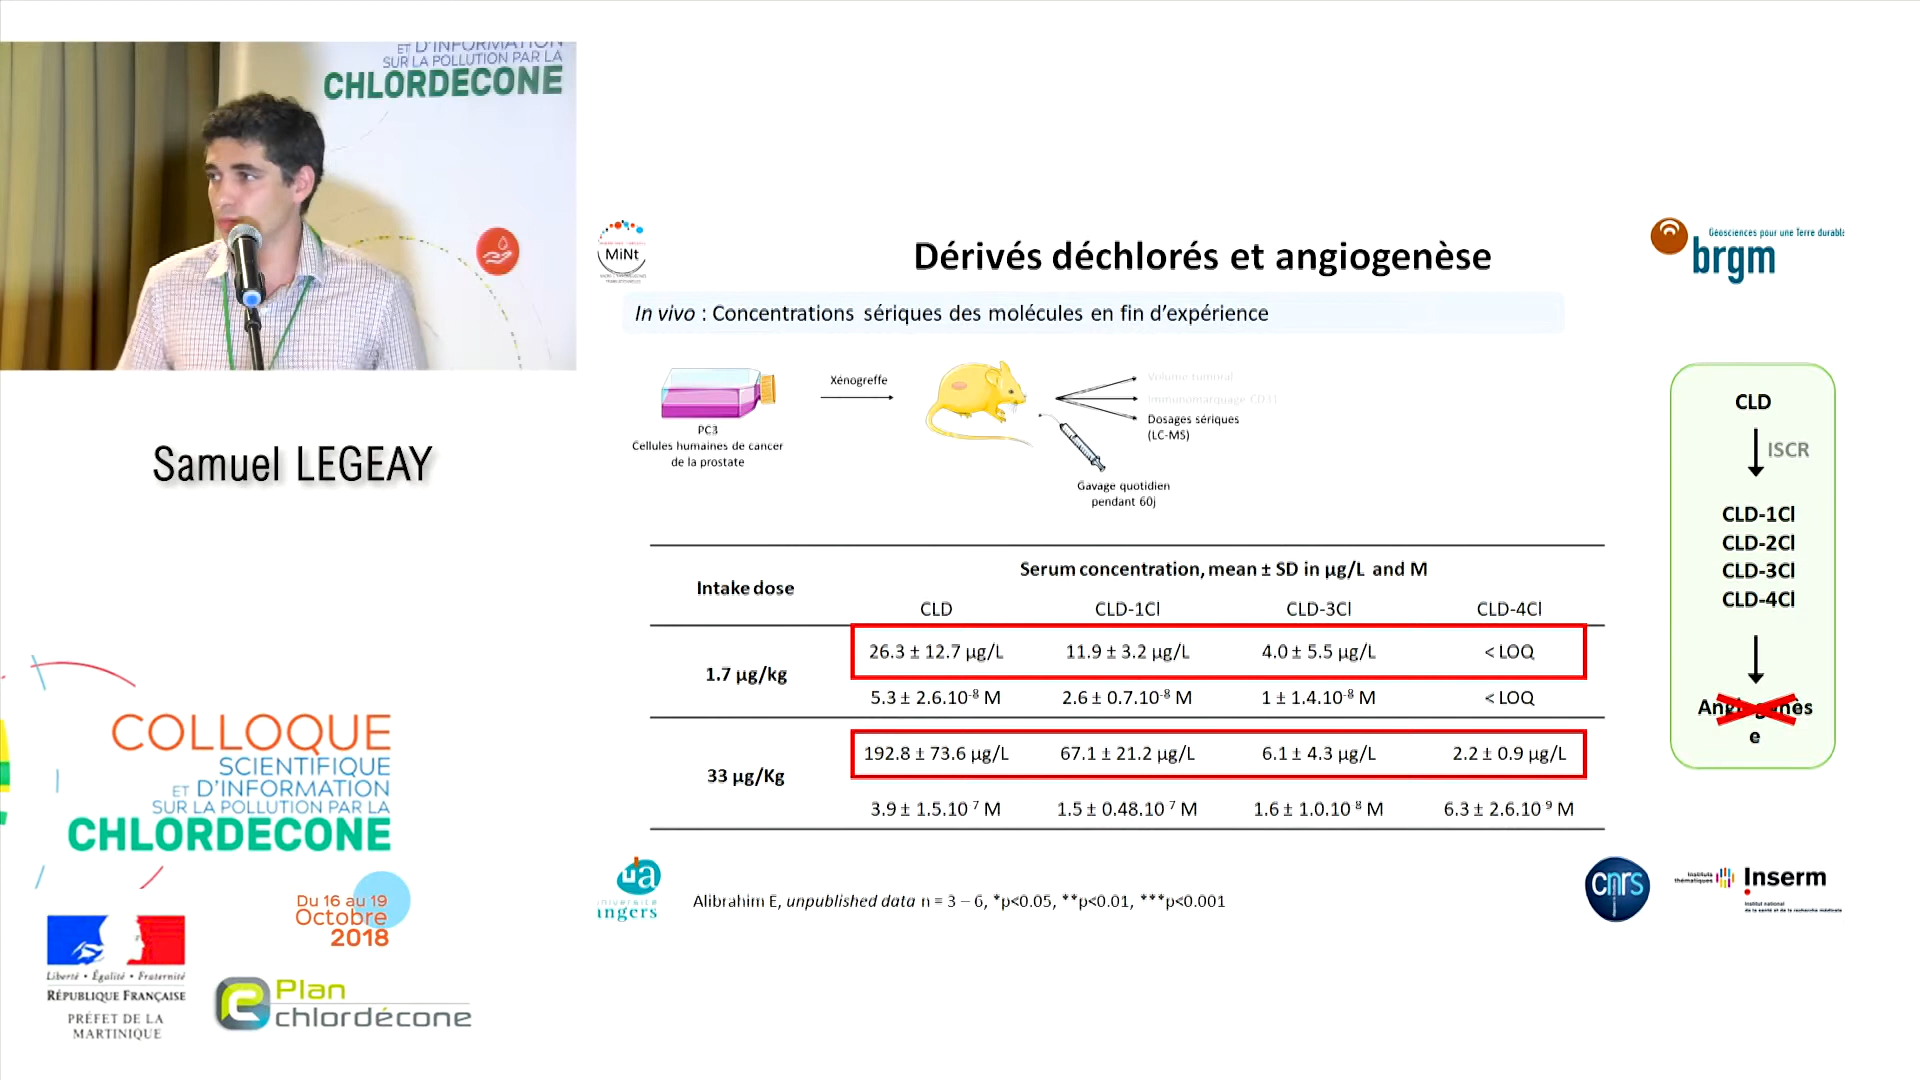 ET D'INFORMATION
SUR LA POLLUTION PAR LA
CHLORDECONE
Samuel LEGEAY
COLLOQUE
SCIENTIFIQUE
ET D'INFORMATION
SUR LA POLLUTION PAR LA
CHLORDECONE
Du 16 au 19
Octobre
2018
Liberté • Égalité • Fraternité
RÉPUBLIQUE FRANÇAISE
PRÉFET DE LA
MARTINIQUE
Plan
chlordécone
MiNt
Dérivés déchlorés et angiogenèse
Géosciences pour une Terre durable
brgm
In vivo : Concentrations sériques des molécules en fin d'expérience
Xénogreffe
PC3
Cellules humaines de cancer
de la prostate
Volume tumoral
Immunomarquage CD31
Dosages sériques
(LC-MS)
Gavage quotidien
pendant 60j
Intake dose
Serum concentration, mean ± SD in µg/L and M
CLD CLD-1Cl CLD-3Cl CLD-4Cl
1.7 µg/kg
26.3 ± 12.7 µg/L 11.9 ± 3.2 µg/L 4.0 ± 5.5 µg/L < LOQ
5.3 ± 2.6.10⁻⁸ M 2.6 ± 0.7.10⁻⁸ M 1 ± 1.4.10⁻⁸ M < LOQ
33 µg/Kg
192.8 ± 73.6 µg/L 67.1 ± 21.2 µg/L 6.1 ± 4.3 µg/L 2.2 ± 0.9 µg/L
3.9 ± 1.5.10 ⁷ M 1.5 ± 0.48.10 ⁷ M 1.6 ± 1.0.10 ⁸ M 6.3 ± 2.6.10 ⁹ M
CLD
ISCR
CLD-1Cl
CLD-2Cl
CLD-3Cl
CLD-4Cl
Angiogenès
e
ua
université
angers
Alibrahim E, unpublished data n = 3 – 6, *p<0.05, **p<0.01, ***p<0.001
cnrs
Instituts
thématiques
Inserm
Institut national
de la santé et de la recherche médicale